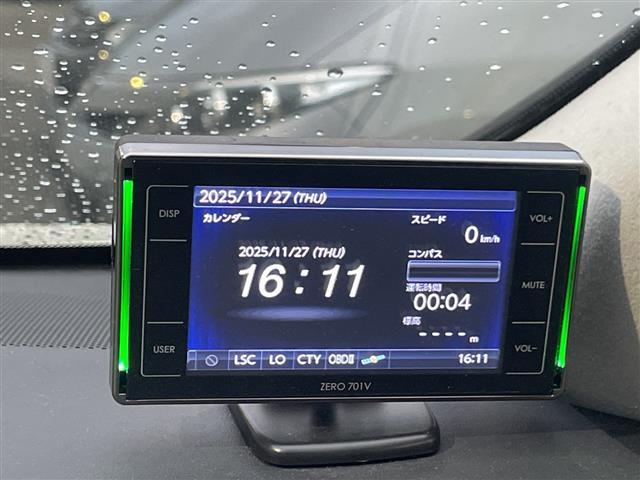 2025/11/27 (THU)
カレンダー
スピード
0 km/h
2025/11/27 (THU)
16:11
コンパス
運転時間
00:04
標高
---- m
LSC LO CTY OBDII 16:11
DISP
USER
VOL+
MUTE
VOL−
ZERO 701V